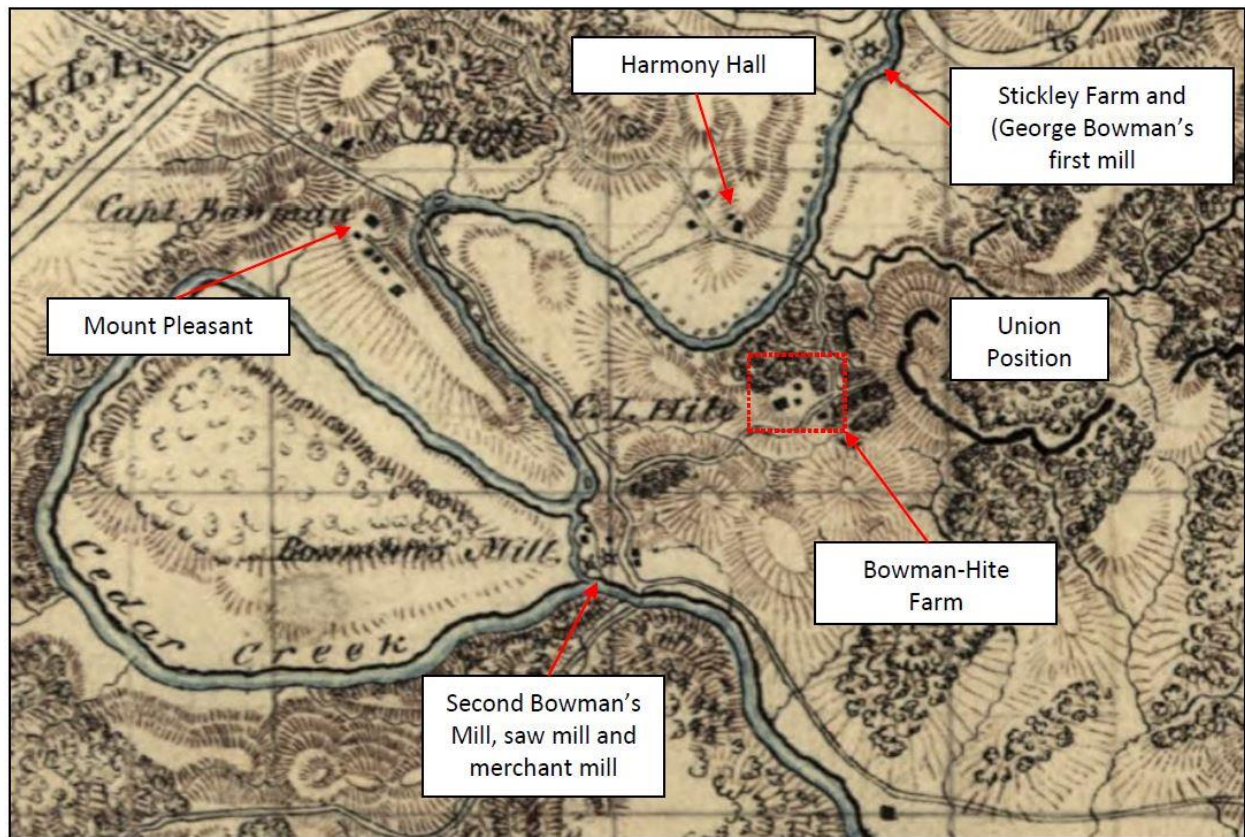 Harmony Hall
Stickley Farm and
(George Bowman's
first mill
15
Capt. Bowman
Mount Pleasant
Union
Position
C. I. Hite
Bowman-Hite
Farm
Bowman's Mill.
Cedar Creek
Second Bowman's
Mill, saw mill and
merchant mill